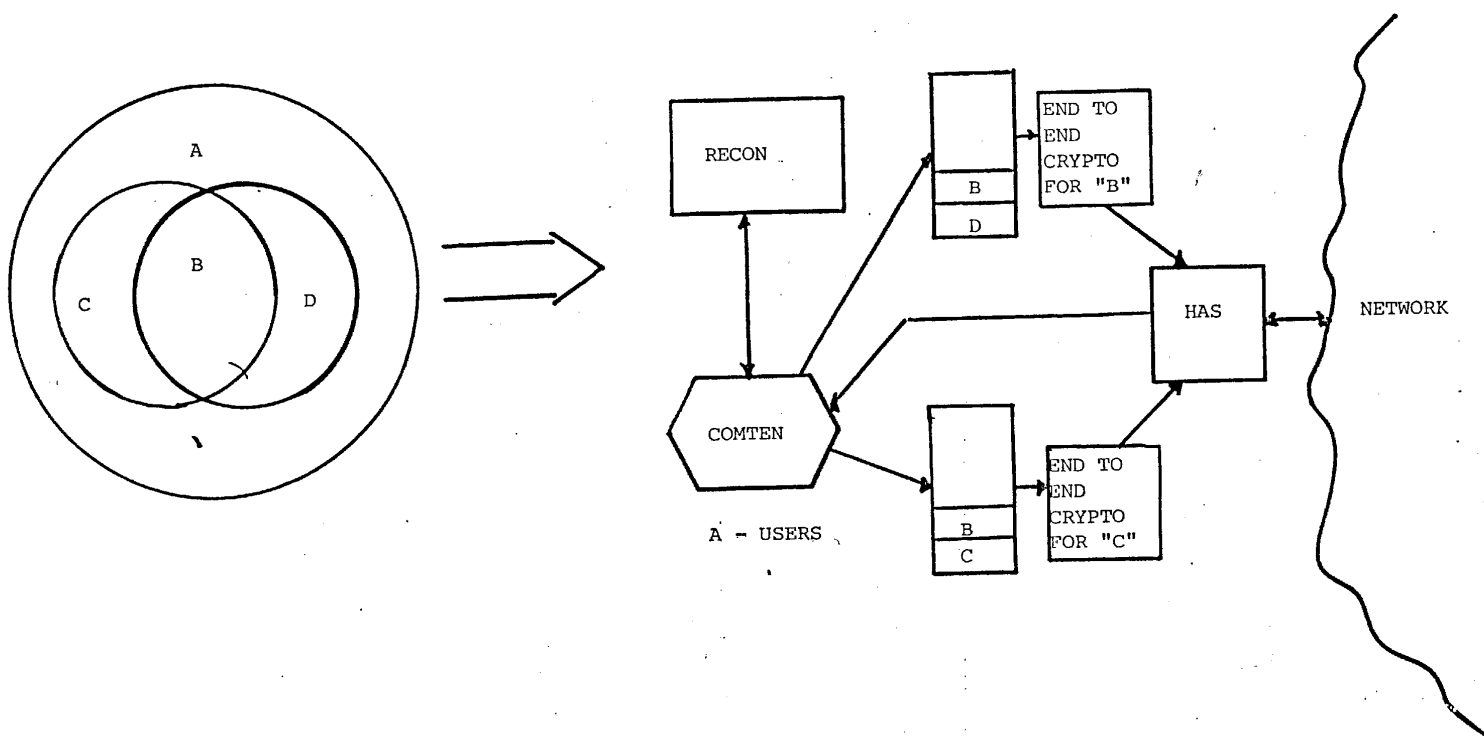 A
B
C
D
RECON
B
D
END TO
END
CRYPTO
FOR "B"
HAS
NETWORK
COMTEN
A - USERS
B
C
END TO
END
CRYPTO
FOR "C"